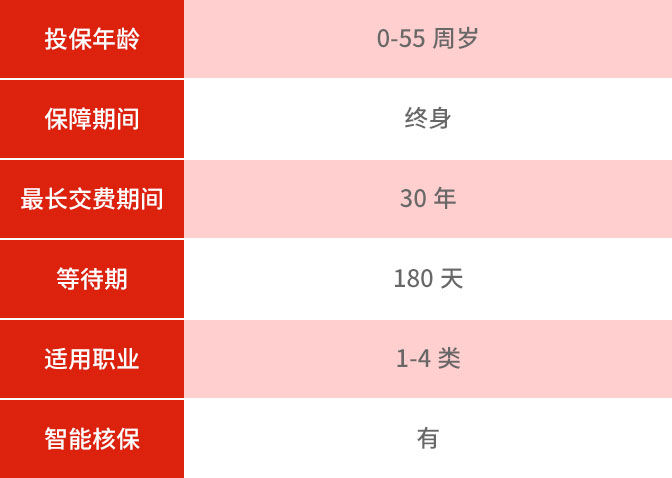 投保年龄 0-55 周岁
保障期间 终身
最长交费期间 30 年
等待期 180 天
适用职业 1-4 类
智能核保 有